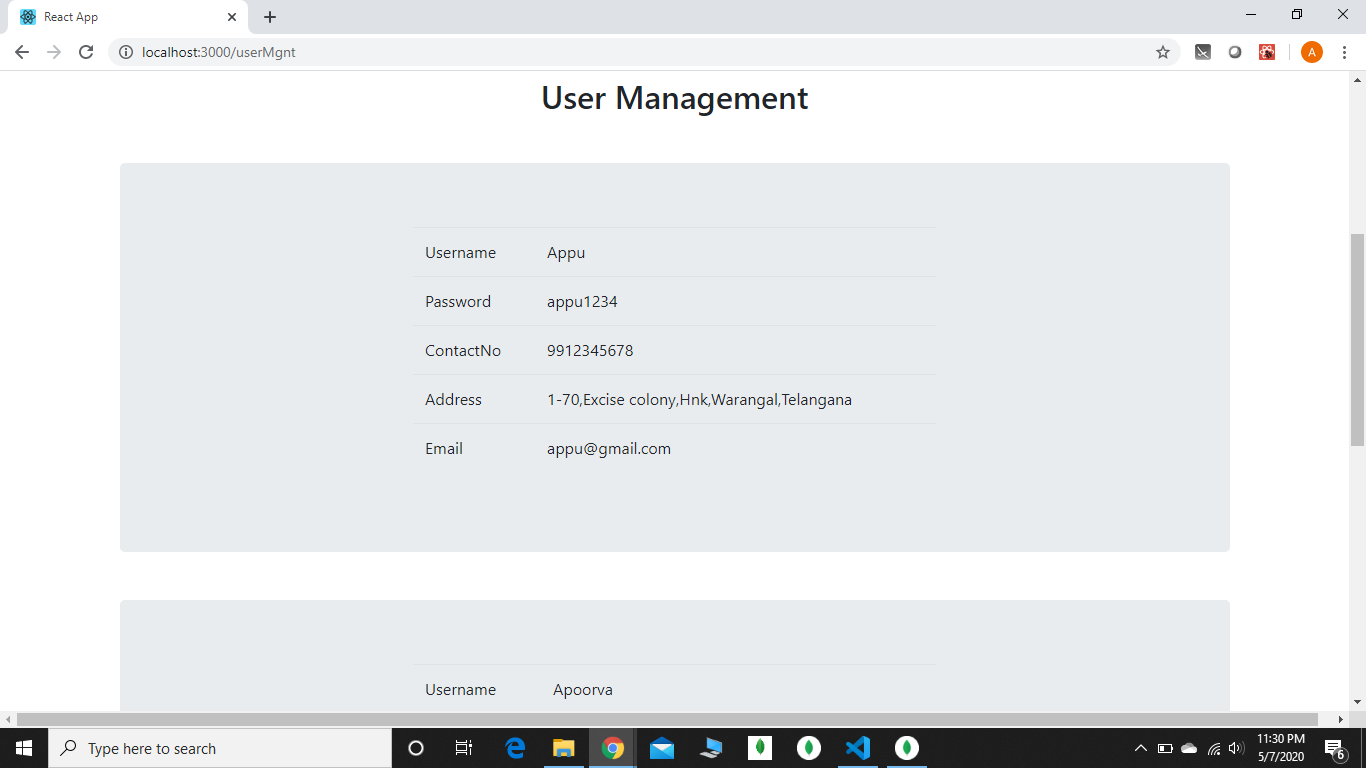 React App
localhost:3000/userMgnt
A
User Management
Username Appu
Password appu1234
ContactNo 9912345678
Address 1-70,Excise colony,Hnk,Warangal,Telangana
Email appu@gmail.com
Username Apoorva
Type here to search
11:30 PM
5/7/2020
6